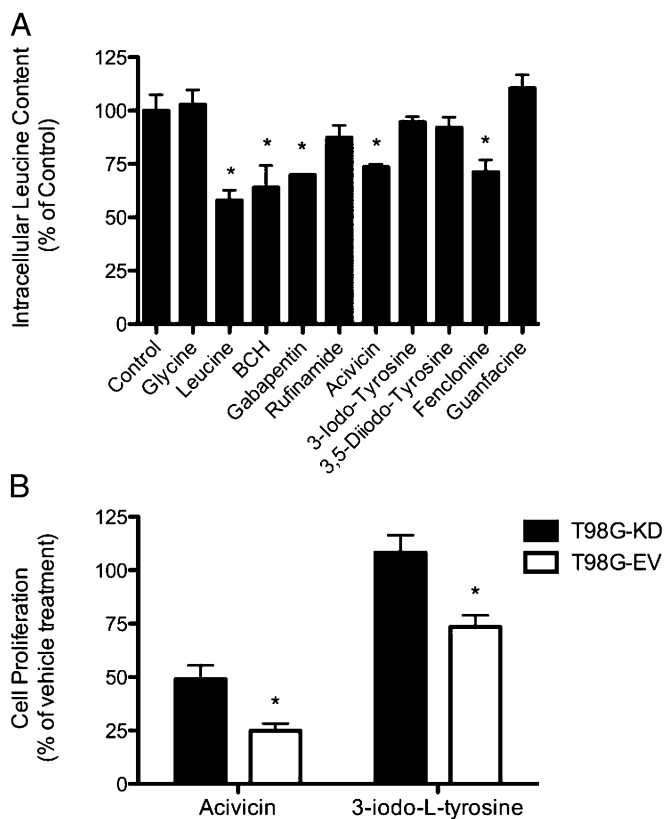 A
Intracellular Leucine Content
(% of Control)
125
100
75
50
25
0
*
*
*
*
*
Control
Glycine
Leucine
BCH
Gabapentin
Rufinamide
Acivicin
3-Iodo-Tyrosine
3,5-Diiodo-Tyrosine
Fenclonine
Guanfacine
B
Cell Proliferation
(% of vehicle treatment)
125
100
75
50
25
0
*
*
T98G-KD
T98G-EV
Acivicin
3-iodo-L-tyrosine